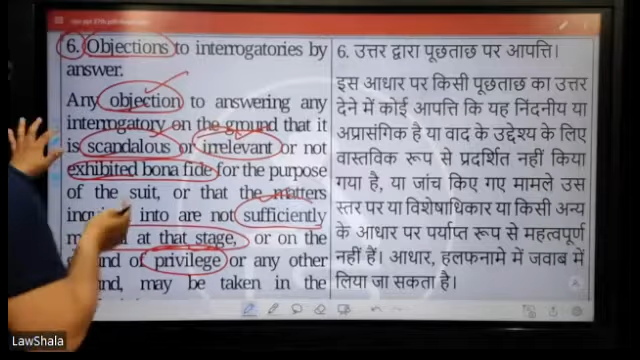 6. Objections to interrogatories by
answer.
Any objection to answering any
interrogatory on the ground that it
is scandalous or irrelevant or not
exhibited bona fide for the purpose
of the suit, or that the matters
into are not sufficiently
at that stage, or on the
of privilege or any other
may be taken in the
6. उत्तर द्वारा पूछताछ पर आपत्ति।
इस आधार पर किसी पूछताछ का उत्तर
देने में कोई आपत्ति कि यह निंदनीय या
अप्रासंगिक है या वाद के उद्देश्य के लिए
वास्तविक रूप से प्रदर्शित नहीं किया
गया है, या जांच किए गए मामले उस
स्तर पर या विशेषाधिकार या किसी अन्य
के आधार पर पर्याप्त रूप से महत्वपूर्ण
नहीं हैं। आधार, हलफनामे में जवाब में
लिया जा सकता है।
LawShala